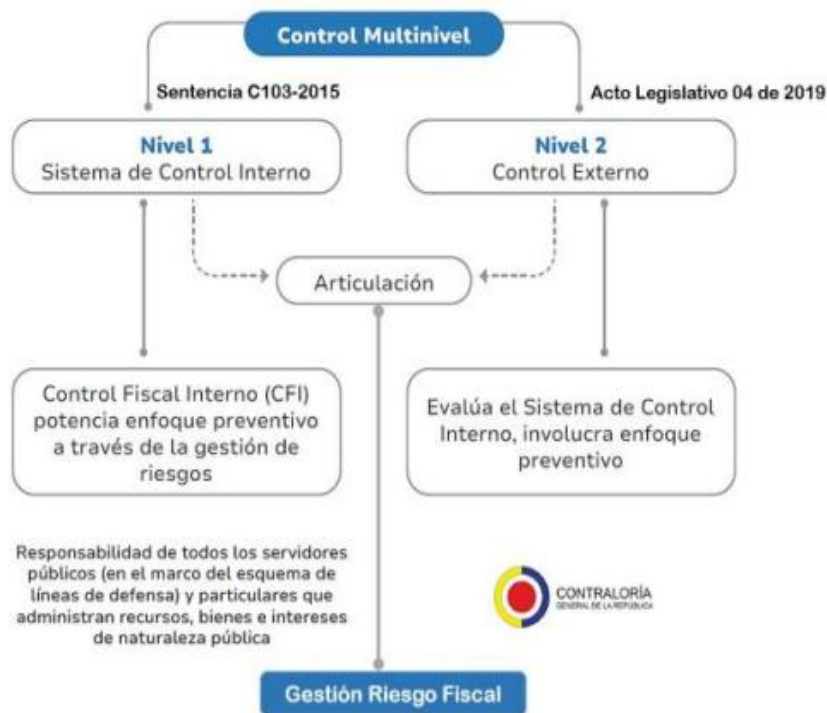 Control Multinivel
Sentencia C103-2015
Acto Legislativo 04 de 2019
Nivel 1
Sistema de Control Interno
Nivel 2
Control Externo
Articulación
Control Fiscal Interno (CFI)
potencia enfoque preventivo
a través de la gestión de
riesgos
Evalúa el Sistema de Control
Interno, involucra enfoque
preventivo
Responsabilidad de todos los servidores
públicos (en el marco del esquema de
líneas de defensa) y particulares que
administran recursos, bienes e intereses
de naturaleza pública
CONTRALORÍA
GENERAL DE LA REPÚBLICA
Gestión Riesgo Fiscal